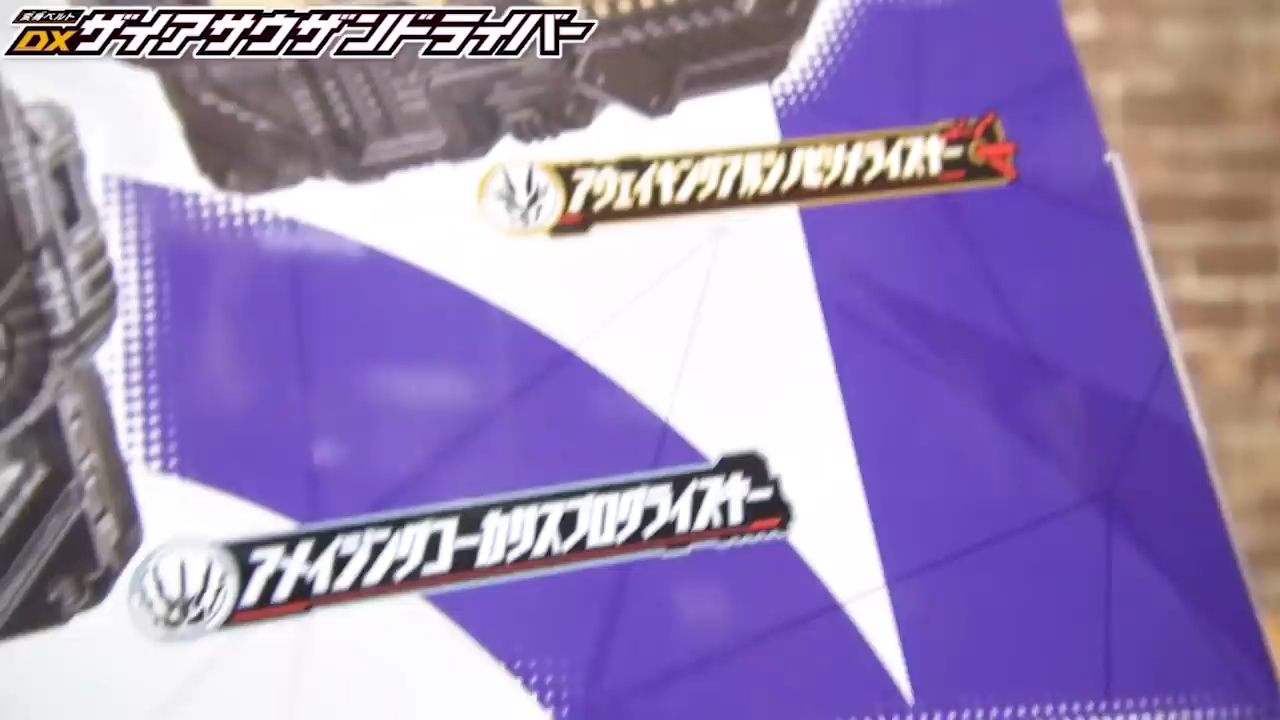 変身ベルト
DXザイアサウザンドライバー
アウェイキングアルシノゼツメライズキー
アメイジングコーカサスプログライズキー